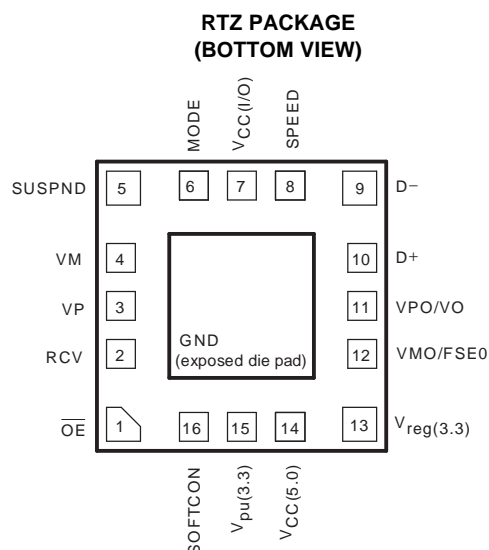 RTZ PACKAGE
(BOTTOM VIEW)
MODE
VCC(I/O)
SPEED
SUSPND
5
6
7
8
9
D−
VM
4
10
D+
VP
3
11
VPO/VO
RCV
2
GND
(exposed die pad)
12
VMO/FSE0
OE
1
16
15
14
13
Vreg(3.3)
SOFTCON
Vpu(3.3)
VCC(5.0)